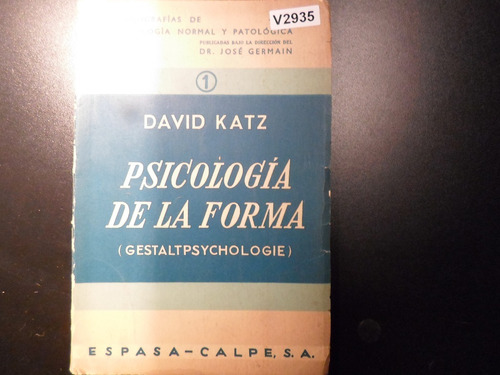 V2935
DE
NORMAL Y PATOLÓGICA
PUBLICADAS BAJO LA DIRECCIÓN DEL
DR. JOSÉ GERMAIN
1
DAVID KATZ
PSICOLOGÍA
DE LA FORMA
(GESTALTPSYCHOLOGIE)
ESPASA-CALPE, S.A.